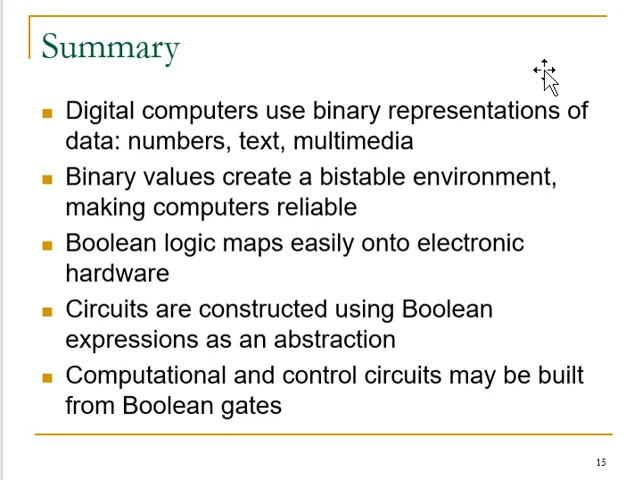 Summary
Digital computers use binary representations of
data: numbers, text, multimedia
Binary values create a bistable environment,
making computers reliable
Boolean logic maps easily onto electronic
hardware
Circuits are constructed using Boolean
expressions as an abstraction
Computational and control circuits may be built
from Boolean gates
15